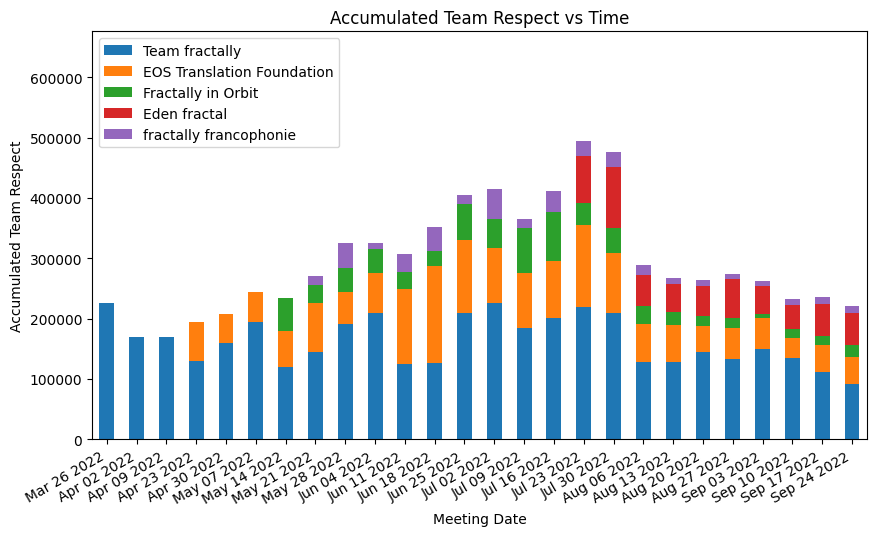 Accumulated Team Respect vs Time
Team fractally
EOS Translation Foundation
Fractally in Orbit
Eden fractal
fractally francophonie
Accumulated Team Respect
600000
500000
400000
300000
200000
100000
0
Mar 26 2022
Apr 02 2022
Apr 09 2022
Apr 23 2022
Apr 30 2022
May 07 2022
May 14 2022
May 21 2022
May 28 2022
Jun 04 2022
Jun 11 2022
Jun 18 2022
Jun 25 2022
Jul 02 2022
Jul 09 2022
Jul 16 2022
Jul 23 2022
Jul 30 2022
Aug 06 2022
Aug 13 2022
Aug 20 2022
Aug 27 2022
Sep 03 2022
Sep 10 2022
Sep 17 2022
Sep 24 2022
Meeting Date